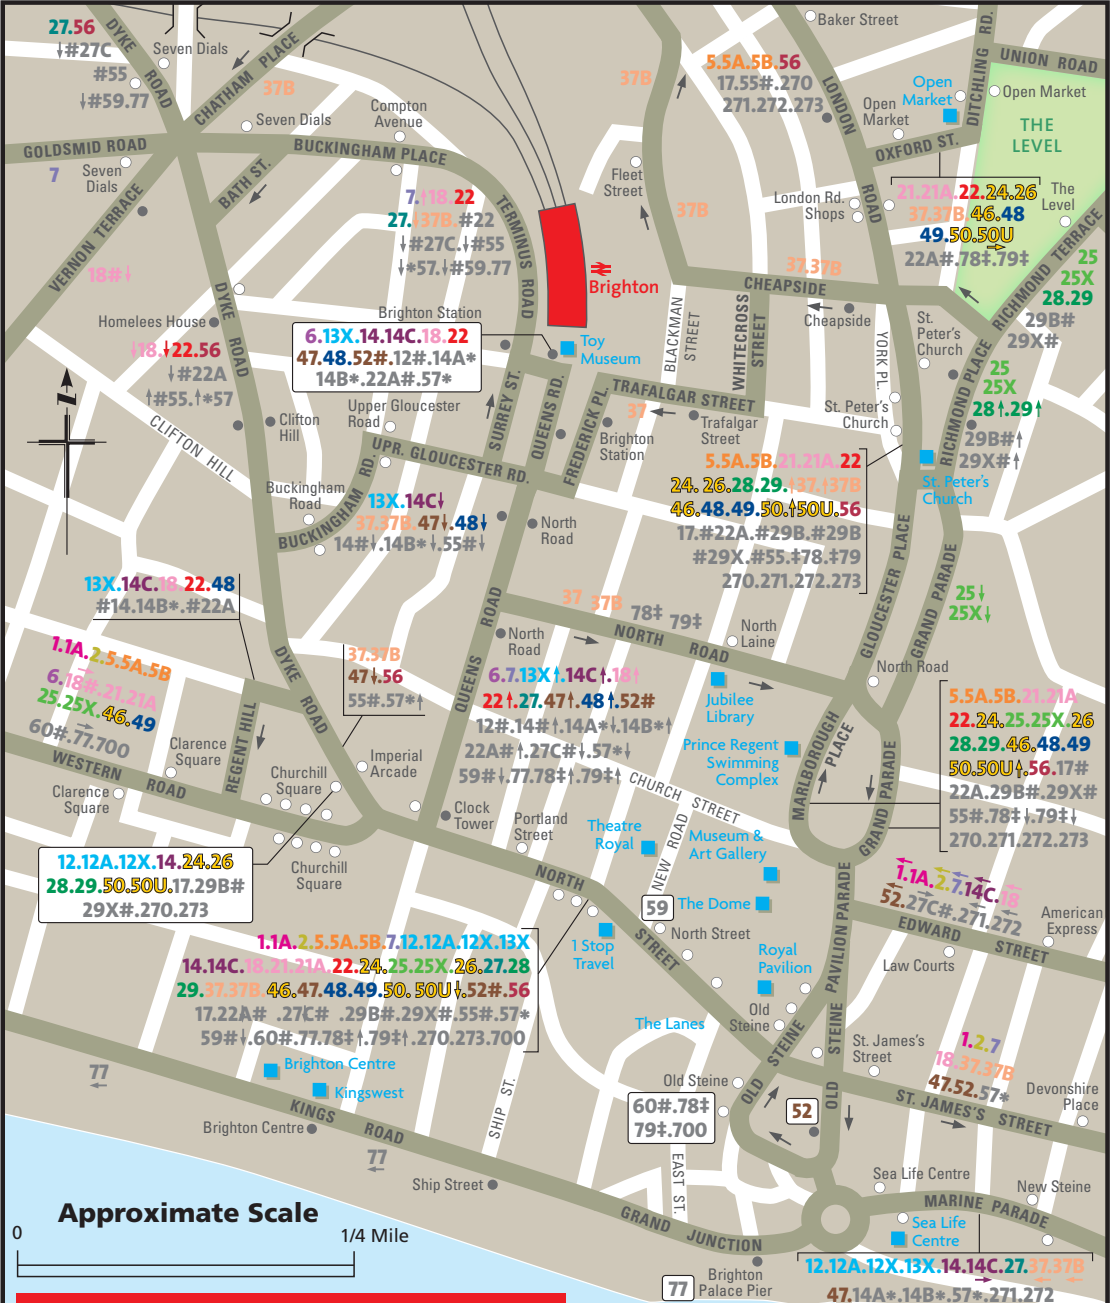 27.56
↓#27C
#55
↓#59.77
DYKE ROAD
Seven Dials
CHATHAM PLACE
37B
Seven Dials
Compton
Avenue
GOLDSMID ROAD
BUCKINGHAM PLACE
7
Seven
Dials
BATH ST.
VERNON TERRACE
18#↓
7.↑18.22
27.↓37B.#22
↓#27C.↓#55
↓*57.↓#59.77
TERMINUS ROAD
Brighton
37B
Fleet
Street
37B
5.5A.5B.56
17.55#.270
271.272.273
Baker Street
LONDON ROAD
Open
Market
Open
Market
DITCHLING RD.
UNION ROAD
Open Market
THE
LEVEL
OXFORD ST.
21.21A.22.24.26
37.37B.46.48
49.50.50U
22A#.78‡.79‡
The
Level
London Rd.
Shops
RICHMOND TERRACE
25
25X
28.29
29B#
29X#
37.37B
CHEAPSIDE
Cheapside
BLACKMAN STREET
WHITECROSS STREET
YORK PL.
St.
Peter's
Church
RICHMOND PLACE
25
25X
28↑.29↑
29B#↑
29X#↑
Homelees House
DYKE ROAD
↓18.↓22.56
↓#22A
↑#55.↑*57
Brighton Station
6.13X.14.14C.18.22
47.48.52#.12#.14A*
14B*.22A#.57*
Toy
Museum
TRAFALGAR STREET
37
Trafalgar
Street
Brighton
Station
SURREY ST.
QUEENS RD.
FREDERICK PL.
St. Peter's
Church
St. Peter's
Church
Clifton
Hill
CLIFTON HILL
Upper Gloucester
Road
UPR. GLOUCESTER RD.
BUCKINGHAM RD.
Buckingham
Road
13X.14C↓
37.37B.47↓.48↓
14#↓.14B*↓.55#↓
North
Road
5.5A.5B.21.21A.22
24.26.28.29.↑37.↑37B
46.48.49.50.↑50U.56
17.#22A.#29B.#29B
#29X.#55.‡78.‡79
270.271.272.273
GLOUCESTER PLACE
GRAND PARADE
25↓
25X↓
13X.14C.18.22.48
#14.14B*.#22A
1.1A.2.5.5A.5B
6.18#.21.21A
25.25X.46.49
60#.77.700
37.37B
47↓.56
55#.57*↑
DYKE ROAD
QUEENS ROAD
37 37B 78‡ 79‡
NORTH ROAD
North
Laine
North
Road
6.7.13X↑.14C↑.18↑
22↑.27.47↑.48↑.52#
12#.14#↑.14A*↓.14B*↑
22A#↑.27C#↓.57*↓
59#↓.77.78‡↑.79‡↑
Jubilee
Library
North Road
Prince Regent
Swimming
Complex
MARLBOROUGH PLACE
GRAND PARADE
5.5A.5B.21.21A
22.24.25.25X.26
28.29.46.48.49
50.50U↑.56.17#
22A.29B#.29X#
55#.78‡↓.79‡↓
270.271.272.273
WESTERN ROAD
Clarence
Square
Clarence
Square
REGENT HILL
Churchill
Square
Imperial
Arcade
Clock
Tower
Portland
Street
CHURCH STREET
Churchill
Square
12.12A.12X.14.24.26
28.29.50.50U.17.29B#
29X#.270.273
NORTH STREET
Theatre
Royal
NEW ROAD
Museum &
Art Gallery
59
The Dome
1.1A.2.7.14C.18
52.27C#.271.272
EDWARD STREET
American
Express
Law Courts
1 Stop
Travel
North Street
Royal
Pavilion
OLD STEINE PAVILION PARADE
1.1A.2.5.5A.5B.7.12.12A.12X.13X
14.14C.18.21.21A.22.24.25.25X.26.27.28
29.37.37B.46.47.48.49.50.50U↓.52#.56
17.22A# .27C# .29B#.29X#.55#.57*
59#↓.60#.77.78‡↑.79‡↑.270.273.700
The Lanes
Old
Steine
OLD STEINE
St. James's
Street
1.2.7
18.37.37B
47.52.57*
Devonshire
Place
ST. JAMES'S STREET
Brighton Centre
Kingswest
77
KINGS ROAD
Brighton Centre
77
SHIP ST.
Ship Street
Old Steine
60#.78‡
79‡.700
52
EAST ST.
GRAND JUNCTION
Sea Life Centre
New Steine
MARINE PARADE
Sea Life
Centre
12.12A.12X.13X.14.14C.27.37.37B
47.14A*.14B*.57*.271.272
77
Brighton
Palace Pier
Approximate Scale
0
1/4 Mile